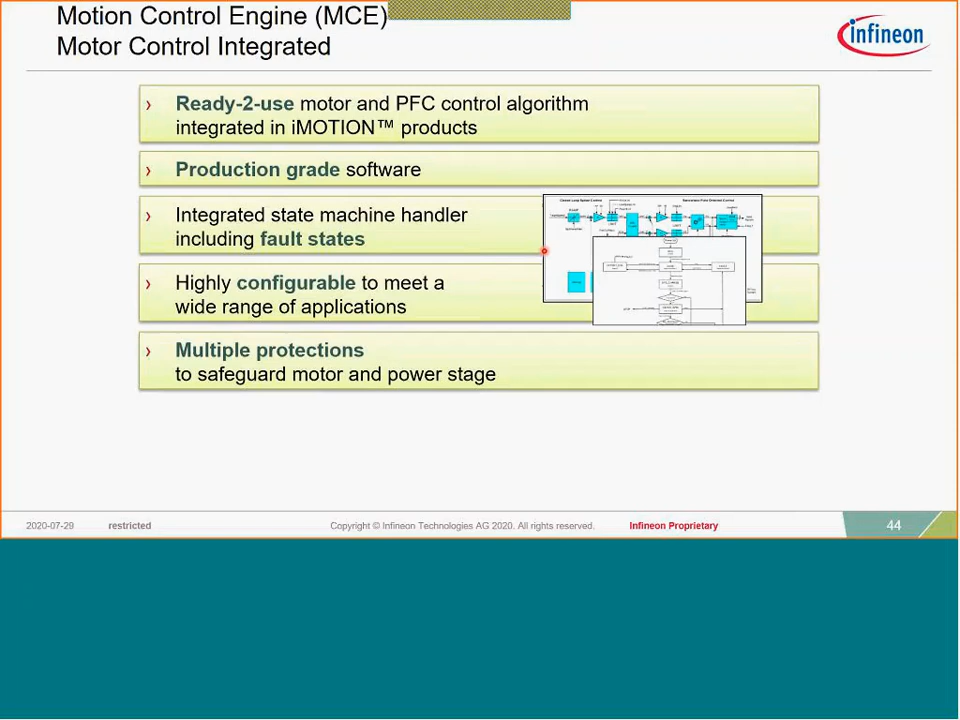 Motion Control Engine (MCE)
Motor Control Integrated
infineon
› Ready-2-use motor and PFC control algorithm
integrated in iMOTION™ products
› Production grade software
› Integrated state machine handler
including fault states
› Highly configurable to meet a
wide range of applications
› Multiple protections
to safeguard motor and power stage
2020-07-29 restricted Copyright © Infineon Technologies AG 2020. All rights reserved. Infineon Proprietary 44